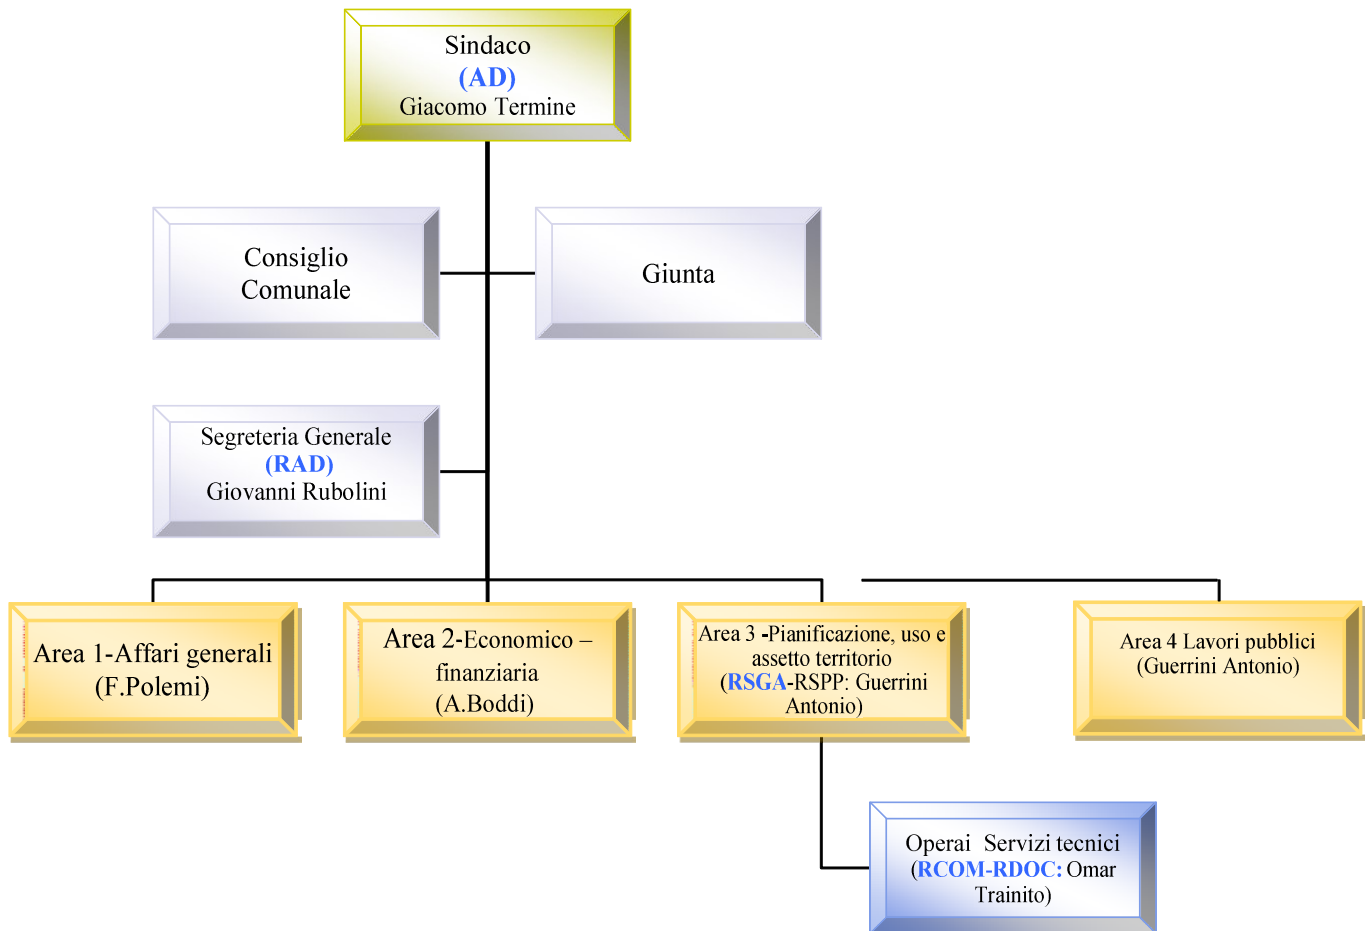 Sindaco
(AD)
Giacomo Termine
Consiglio
Comunale
Giunta
Segreteria Generale
(RAD)
Giovanni Rubolini
Area 1-Affari generali
(F.Polemi)
Area 2-Economico –
finanziaria
(A.Boddi)
Area 3 -Pianificazione, uso e
assetto territorio
(RSGA-RSPP: Guerrini
Antonio)
Area 4 Lavori pubblici
(Guerrini Antonio)
Operai Servizi tecnici
(RCOM-RDOC: Omar
Trainito)